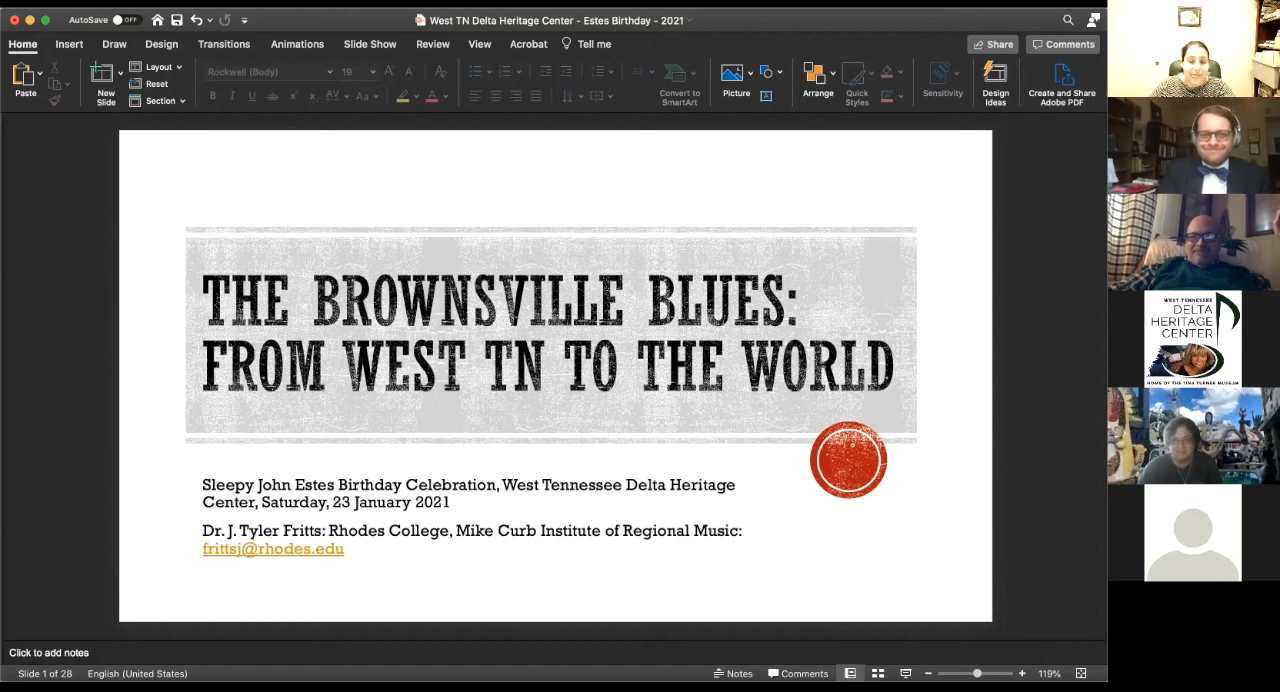 AutoSave OFF
West TN Delta Heritage Center - Estes Birthday - 2021
Home Insert Draw Design Transitions Animations Slide Show Review View Acrobat Tell me
Share Comments
Paste
New
Slide
Layout
Reset
Section
Rockwell (Body) 19
B I U
Convert to
SmartArt
Picture
Arrange
Quick
Styles
Sensitivity
Design
Ideas
Create and Share
Adobe PDF
THE BROWNSVILLE BLUES:
FROM WEST TN TO THE WORLD
Sleepy John Estes Birthday Celebration, West Tennessee Delta Heritage
Center, Saturday, 23 January 2021
Dr. J. Tyler Fritts: Rhodes College, Mike Curb Institute of Regional Music:
frittsj@rhodes.edu
WEST TENNESSEE
DELTA
HERITAGE
CENTER
HOME OF THE TINA TURNER MUSEUM
Click to add notes
Slide 1 of 28 English (United States)
Notes Comments 119%